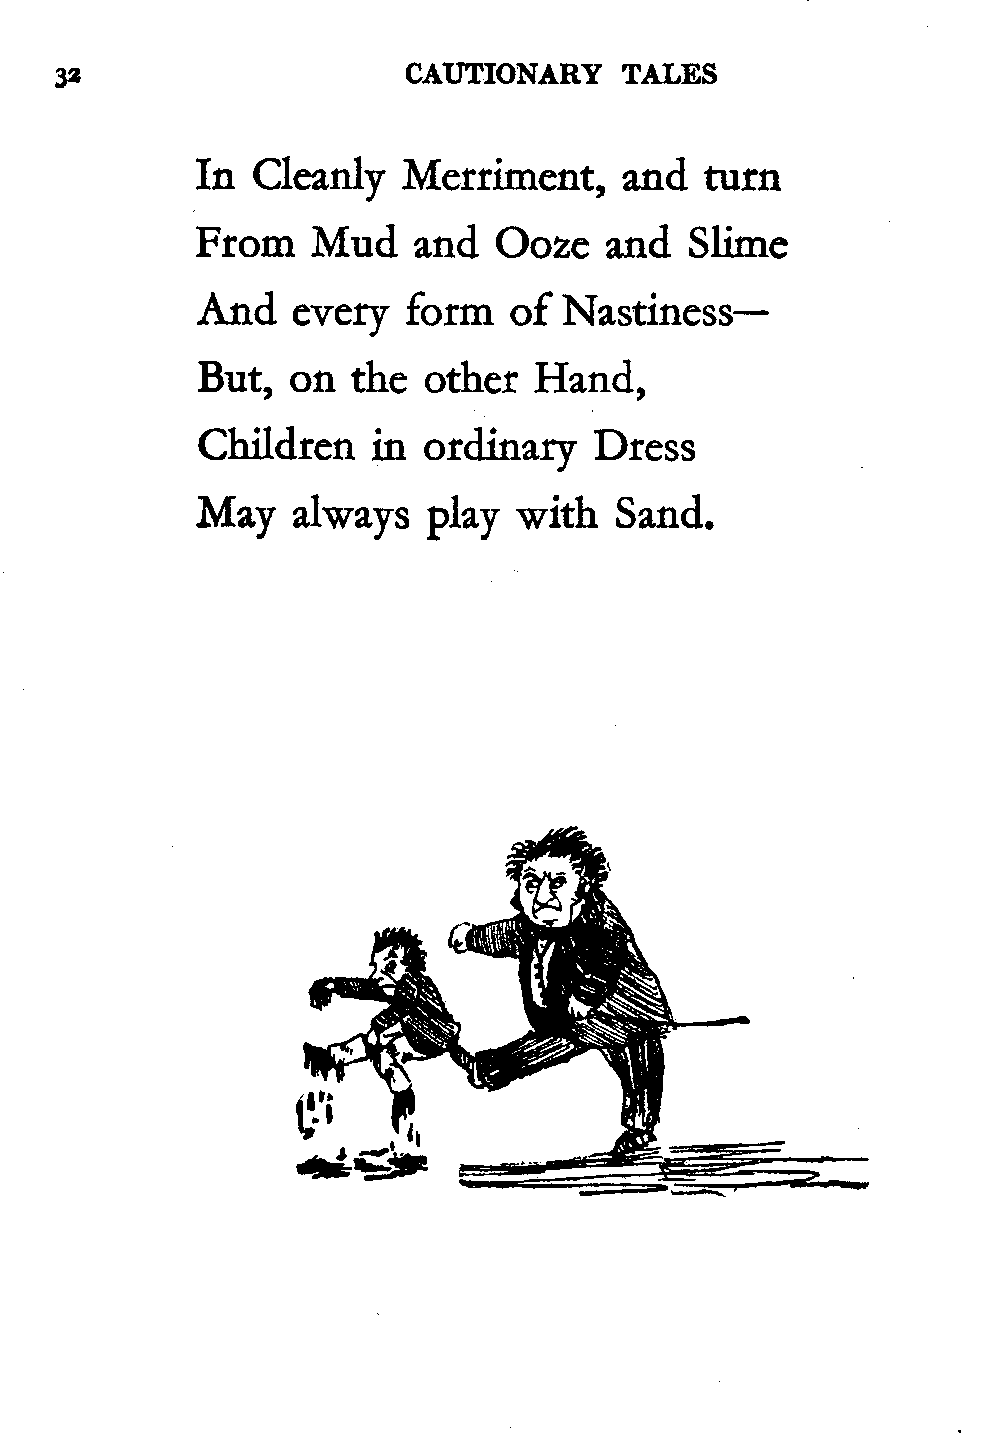 32 CAUTIONARY TALES
In Cleanly Merriment, and turn
From Mud and Ooze and Slime
And every form of Nastiness—
But, on the other Hand,
Children in ordinary Dress
May always play with Sand.